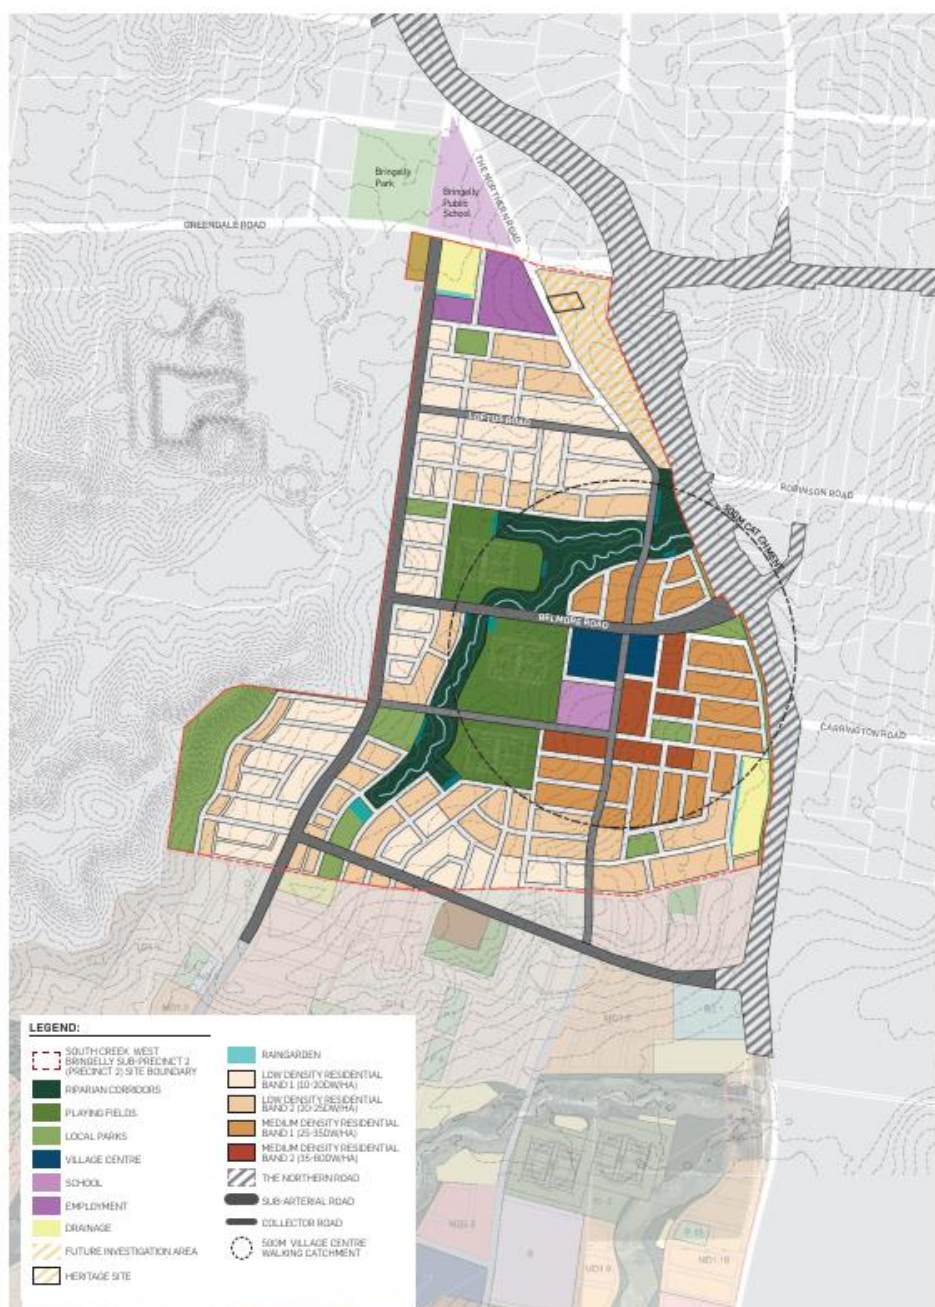 Bringelly
Park
Bringelly
Public
School
THE NORTHERN ROAD
GREENDALE ROAD
LOFTUS ROAD
ROBINSON ROAD
500M CATCHMENT
BELMORE ROAD
CARRINGTON ROAD
LEGEND:
SOUTH CREEK WEST
BRINGELLY SUB-PRECINCT 2
(PRECINCT 2) SITE BOUNDARY
RIPARIAN CORRIDORS
PLAYING FIELDS
LOCAL PARKS
VILLAGE CENTRE
SCHOOL
EMPLOYMENT
DRAINAGE
FUTURE INVESTIGATION AREA
HERITAGE SITE
RAINGARDEN
LOW DENSITY RESIDENTIAL
BAND 1 (10-20DW/HA)
LOW DENSITY RESIDENTIAL
BAND 2 (20-25DW/HA)
MEDIUM DENSITY RESIDENTIAL
BAND 1 (25-35DW/HA)
MEDIUM DENSITY RESIDENTIAL
BAND 2 (35-60DW/HA)
THE NORTHERN ROAD
SUB-ARTERIAL ROAD
COLLECTOR ROAD
500M VILLAGE CENTRE
WALKING CATCHMENT